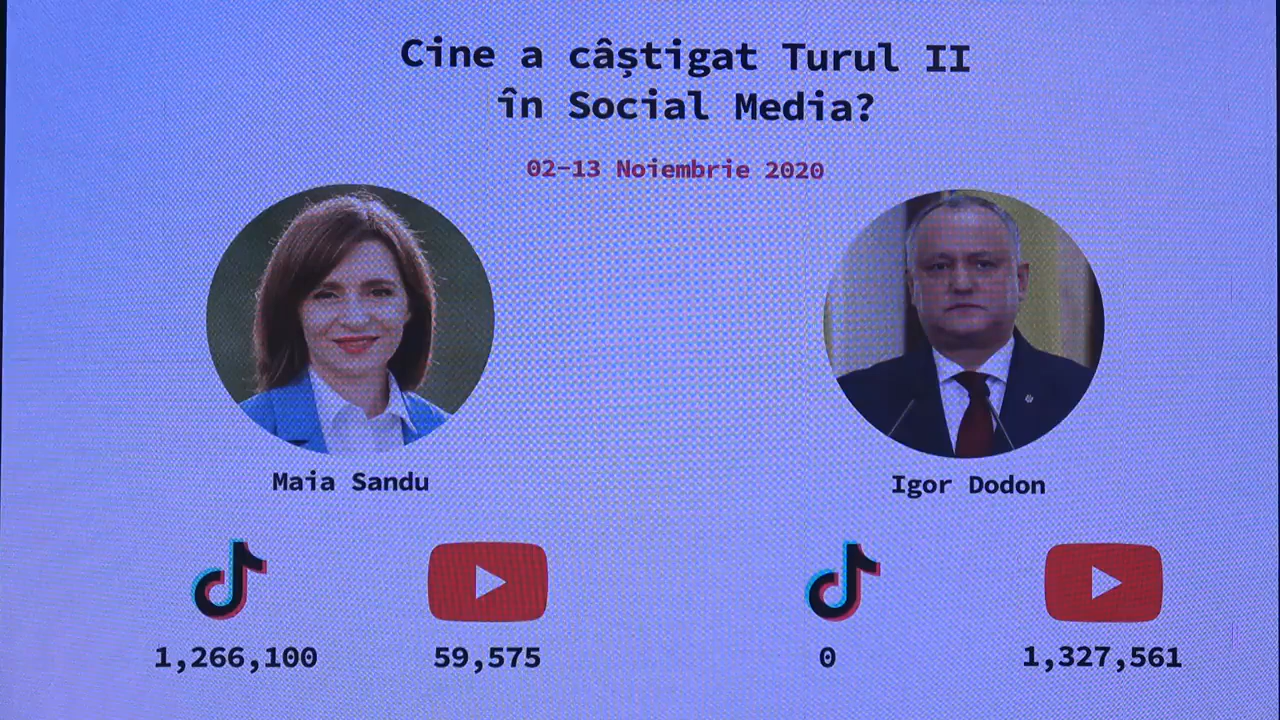 Cine a câștigat Turul II
în Social Media?
02-13 Noiembrie 2020
Maia Sandu
Igor Dodon
1,266,100
59,575
0
1,327,561